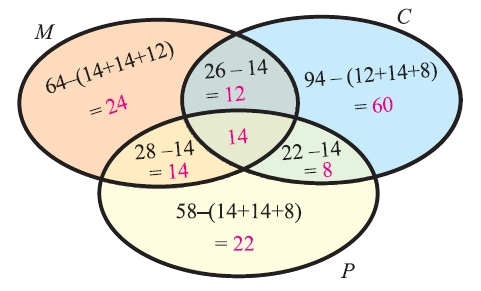 M
C
64–(14+14+12)
= 24
26 – 14
= 12
94 – (12+14+8)
= 60
14
28 –14
= 14
22 –14
= 8
58–(14+14+8)
= 22
P